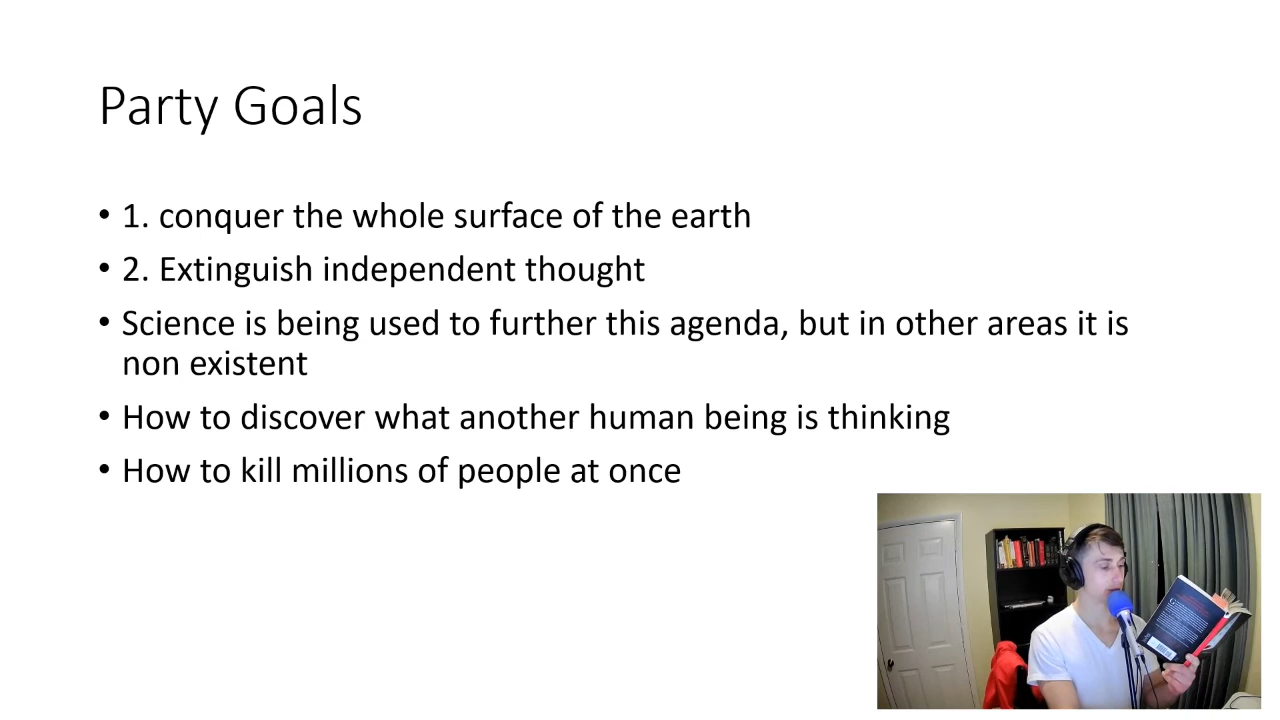 Party Goals
• 1. conquer the whole surface of the earth
• 2. Extinguish independent thought
• Science is being used to further this agenda, but in other areas it is
non existent
• How to discover what another human being is thinking
• How to kill millions of people at once